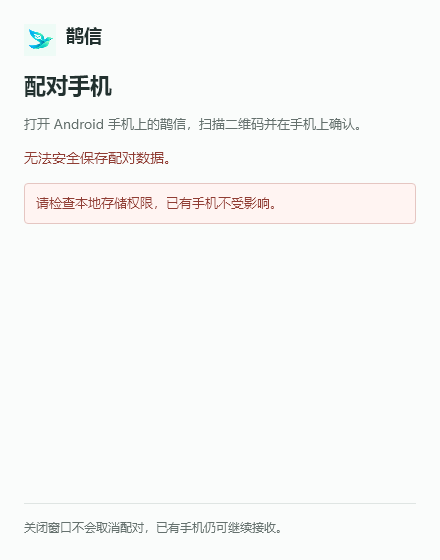 鹊信
配对手机
打开 Android 手机上的鹊信，扫描二维码并在手机上确认。
无法安全保存配对数据。
请检查本地存储权限，已有手机不受影响。
关闭窗口不会取消配对，已有手机仍可继续接收。